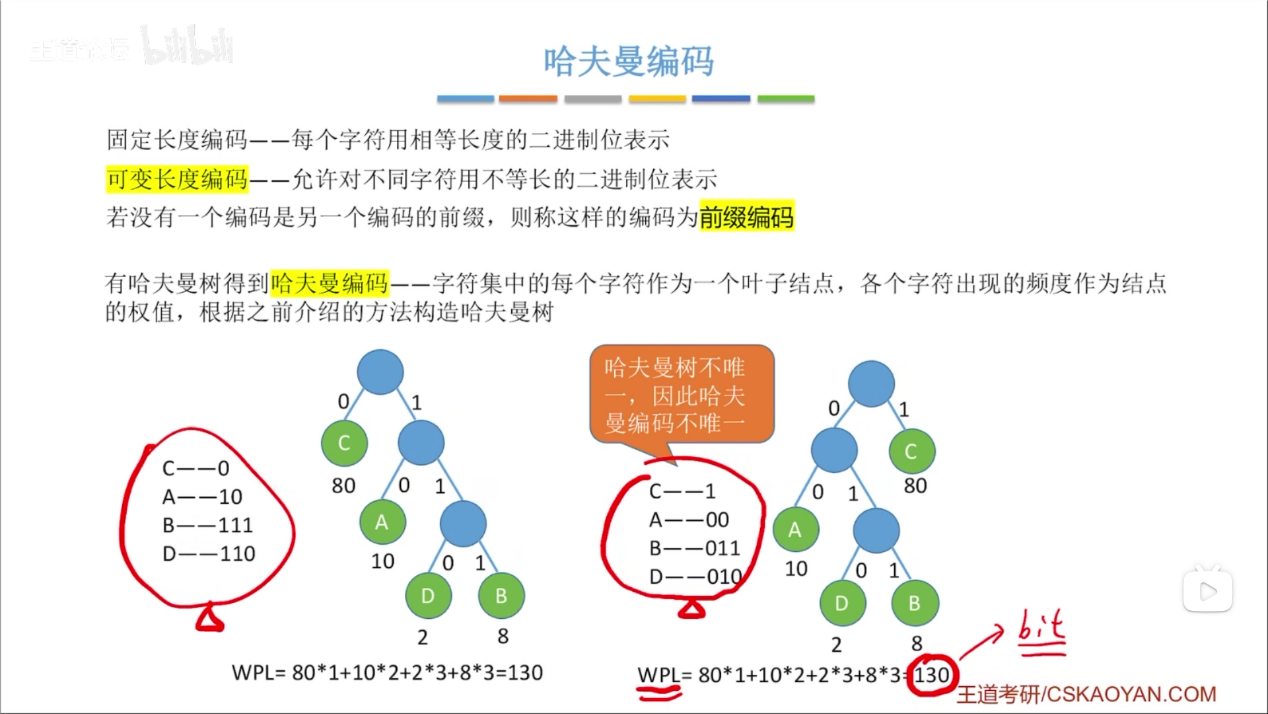 王道论坛 bilibili
哈夫曼编码
固定长度编码——每个字符用相等长度的二进制位表示
可变长度编码——允许对不同字符用不等长的二进制位表示
若没有一个编码是另一个编码的前缀，则称这样的编码为前缀编码
有哈夫曼树得到哈夫曼编码——字符集中的每个字符作为一个叶子结点，各个字符出现的频度作为结点
的权值，根据之前介绍的方法构造哈夫曼树
C——0
A——10
B——111
D——110
0 1
C
80 0 1
A
10 0 1
D B
2 8
WPL= 80*1+10*2+2*3+8*3=130
哈夫曼树不唯
一，因此哈夫
曼编码不唯一
C——1
A——00
B——011
D——010
0 1
C
0 1 80
A
10 0 1
D B
2 8
bit
WPL= 80*1+10*2+2*3+8*3=130
王道考研/CSKAOYAN.COM